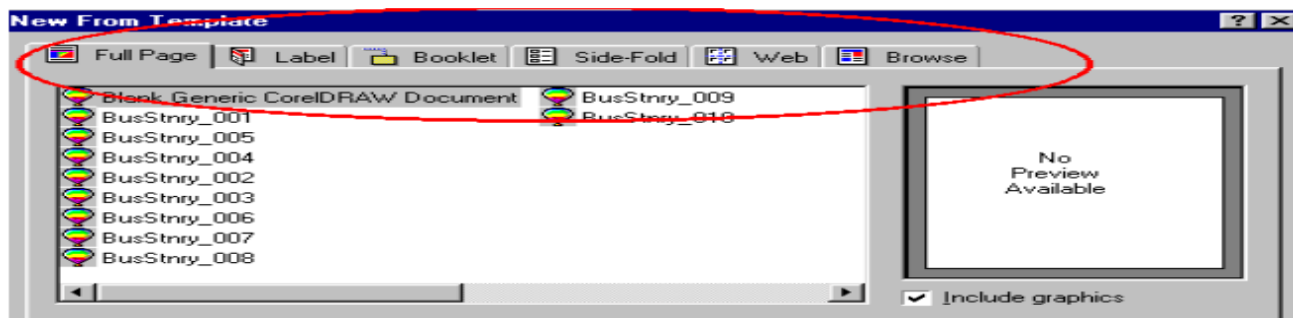 New From Template
Full Page Label Booklet Side-Fold Web Browse
Blank Generic CorelDRAW Document
BusStnry_001
BusStnry_005
BusStnry_004
BusStnry_002
BusStnry_003
BusStnry_006
BusStnry_007
BusStnry_008
BusStnry_009
BusStnry_010
No
Preview
Available
Include graphics